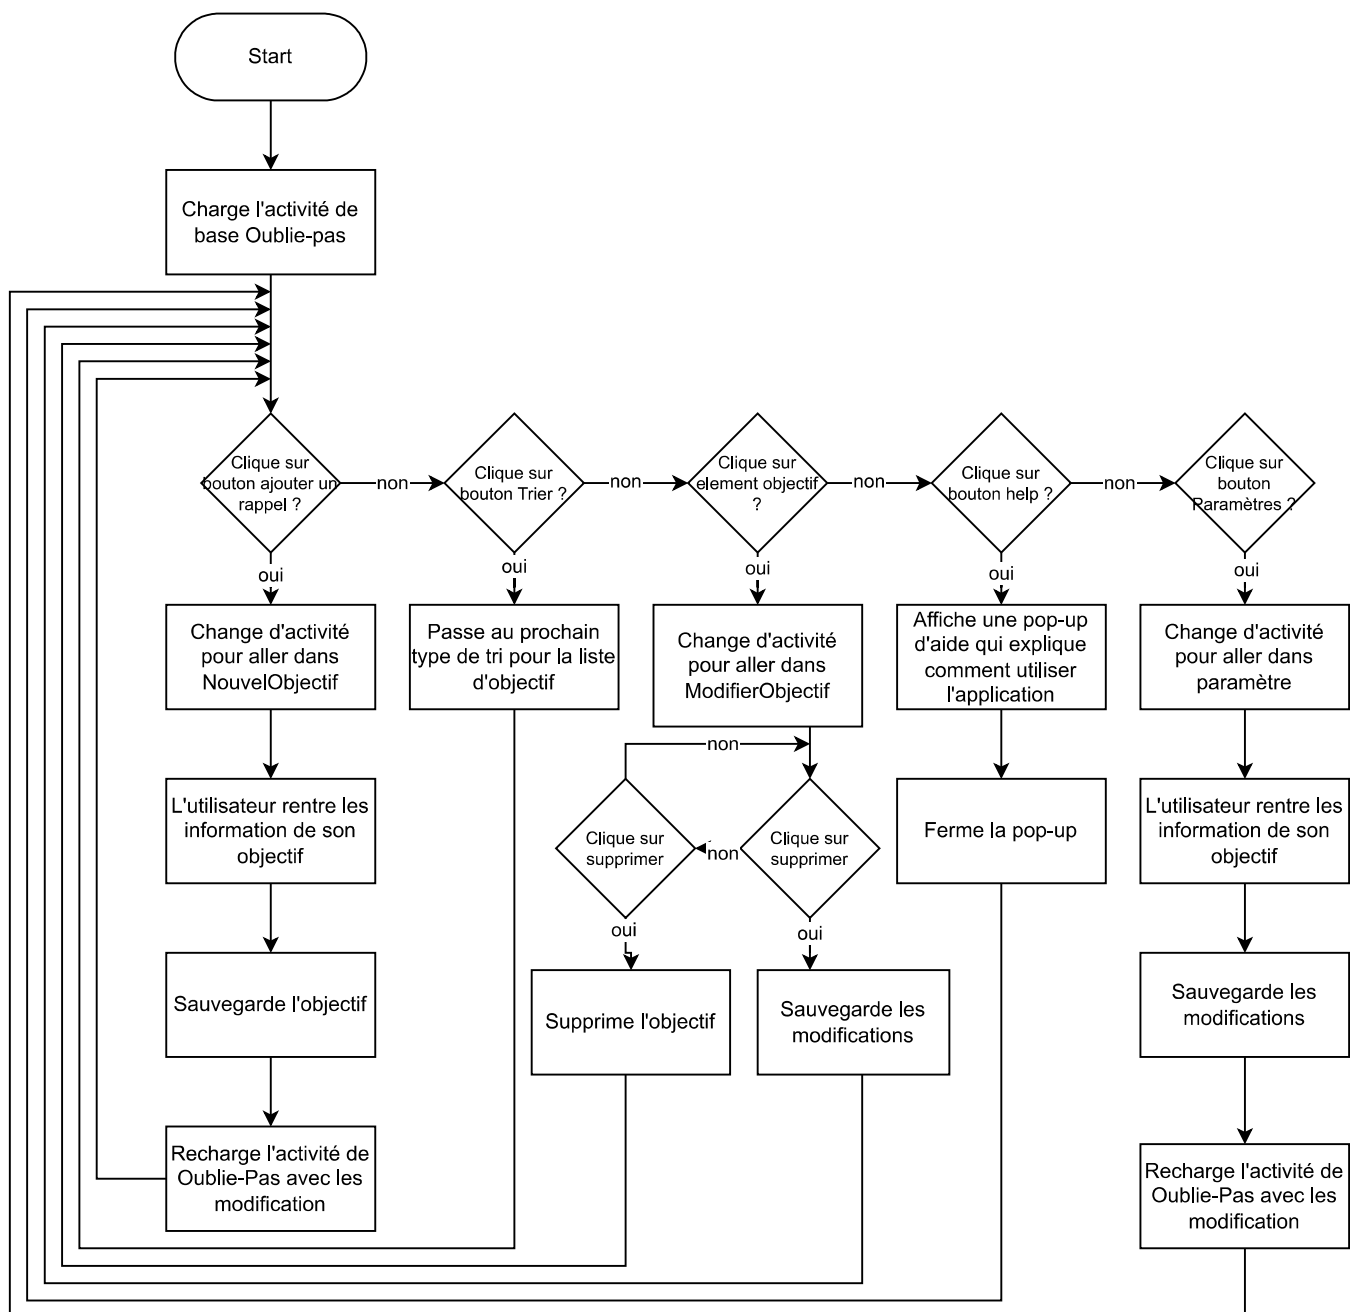 Start
Charge l'activité de
base Oublie-pas
Clique sur
bouton ajouter un
rappel ?
non
Clique sur
bouton Trier ?
non
Clique sur
element objectif
?
non
Clique sur
bouton help ?
non
Clique sur
bouton
Paramètres ?
oui
oui
oui
oui
oui
Change d'activité
pour aller dans
NouvelObjectif
Passe au prochain
type de tri pour la liste
d'objectif
Change d'activité
pour aller dans
ModifierObjectif
Affiche une pop-up
d'aide qui explique
comment utiliser
l'application
Change d'activité
pour aller dans
paramètre
non
L'utilisateur rentre les
information de son
objectif
Clique sur
supprimer
non
Clique sur
supprimer
Ferme la pop-up
L'utilisateur rentre les
information de son
objectif
oui
oui
Sauvegarde l'objectif
Supprime l'objectif
Sauvegarde les
modifications
Sauvegarde les
modifications
Recharge l'activité de
Oublie-Pas avec les
modification
Recharge l'activité de
Oublie-Pas avec les
modification